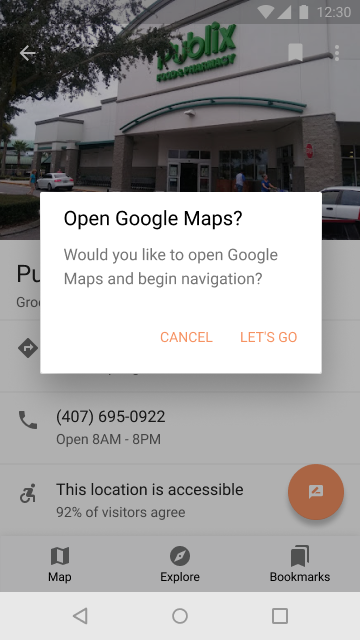 12:30
Publix
FOOD & PHARMACY
Open Google Maps?
Would you like to open Google
Maps and begin navigation?
CANCEL
LET'S GO
(407) 695-0922
Open 8AM - 8PM
This location is accessible
92% of visitors agree
Map
Explore
Bookmarks